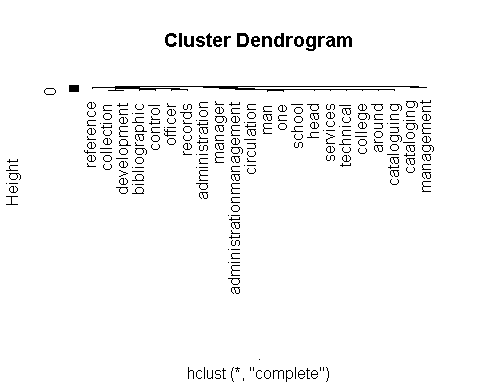 Cluster Dendrogram
Height
0
reference
collection
development
bibliographic
control
officer
records
administration
manager
administrationmanagement
circulation
man
one
school
head
services
technical
college
around
cataloguing
cataloging
management
hclust (*, "complete")